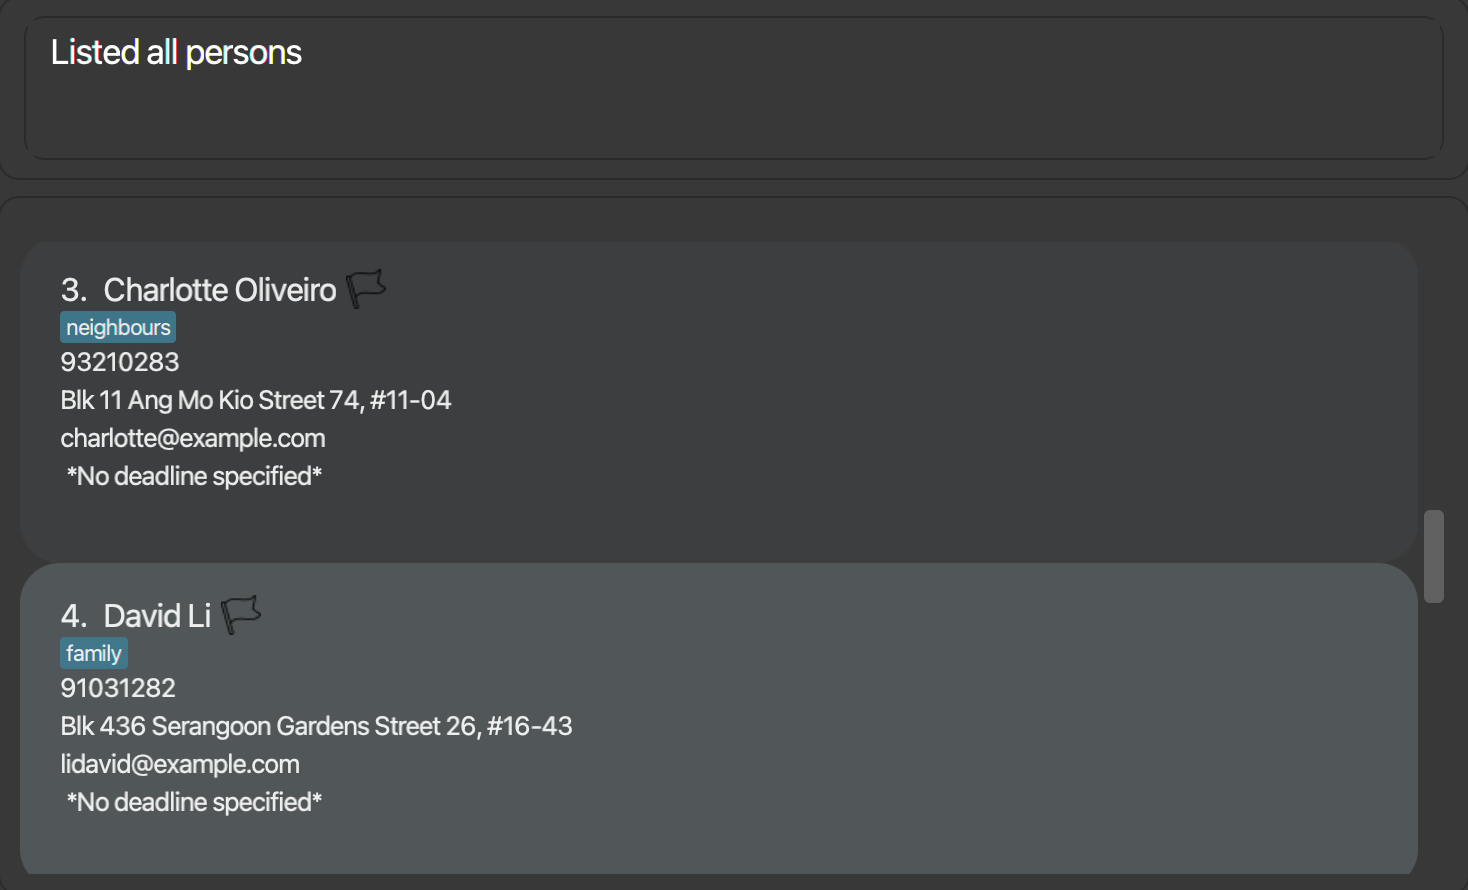 Listed all persons
3. Charlotte Oliveiro
neighbours
93210283
Blk 11 Ang Mo Kio Street 74, #11-04
charlotte@example.com
*No deadline specified*
4. David Li
family
91031282
Blk 436 Serangoon Gardens Street 26, #16-43
lidavid@example.com
*No deadline specified*